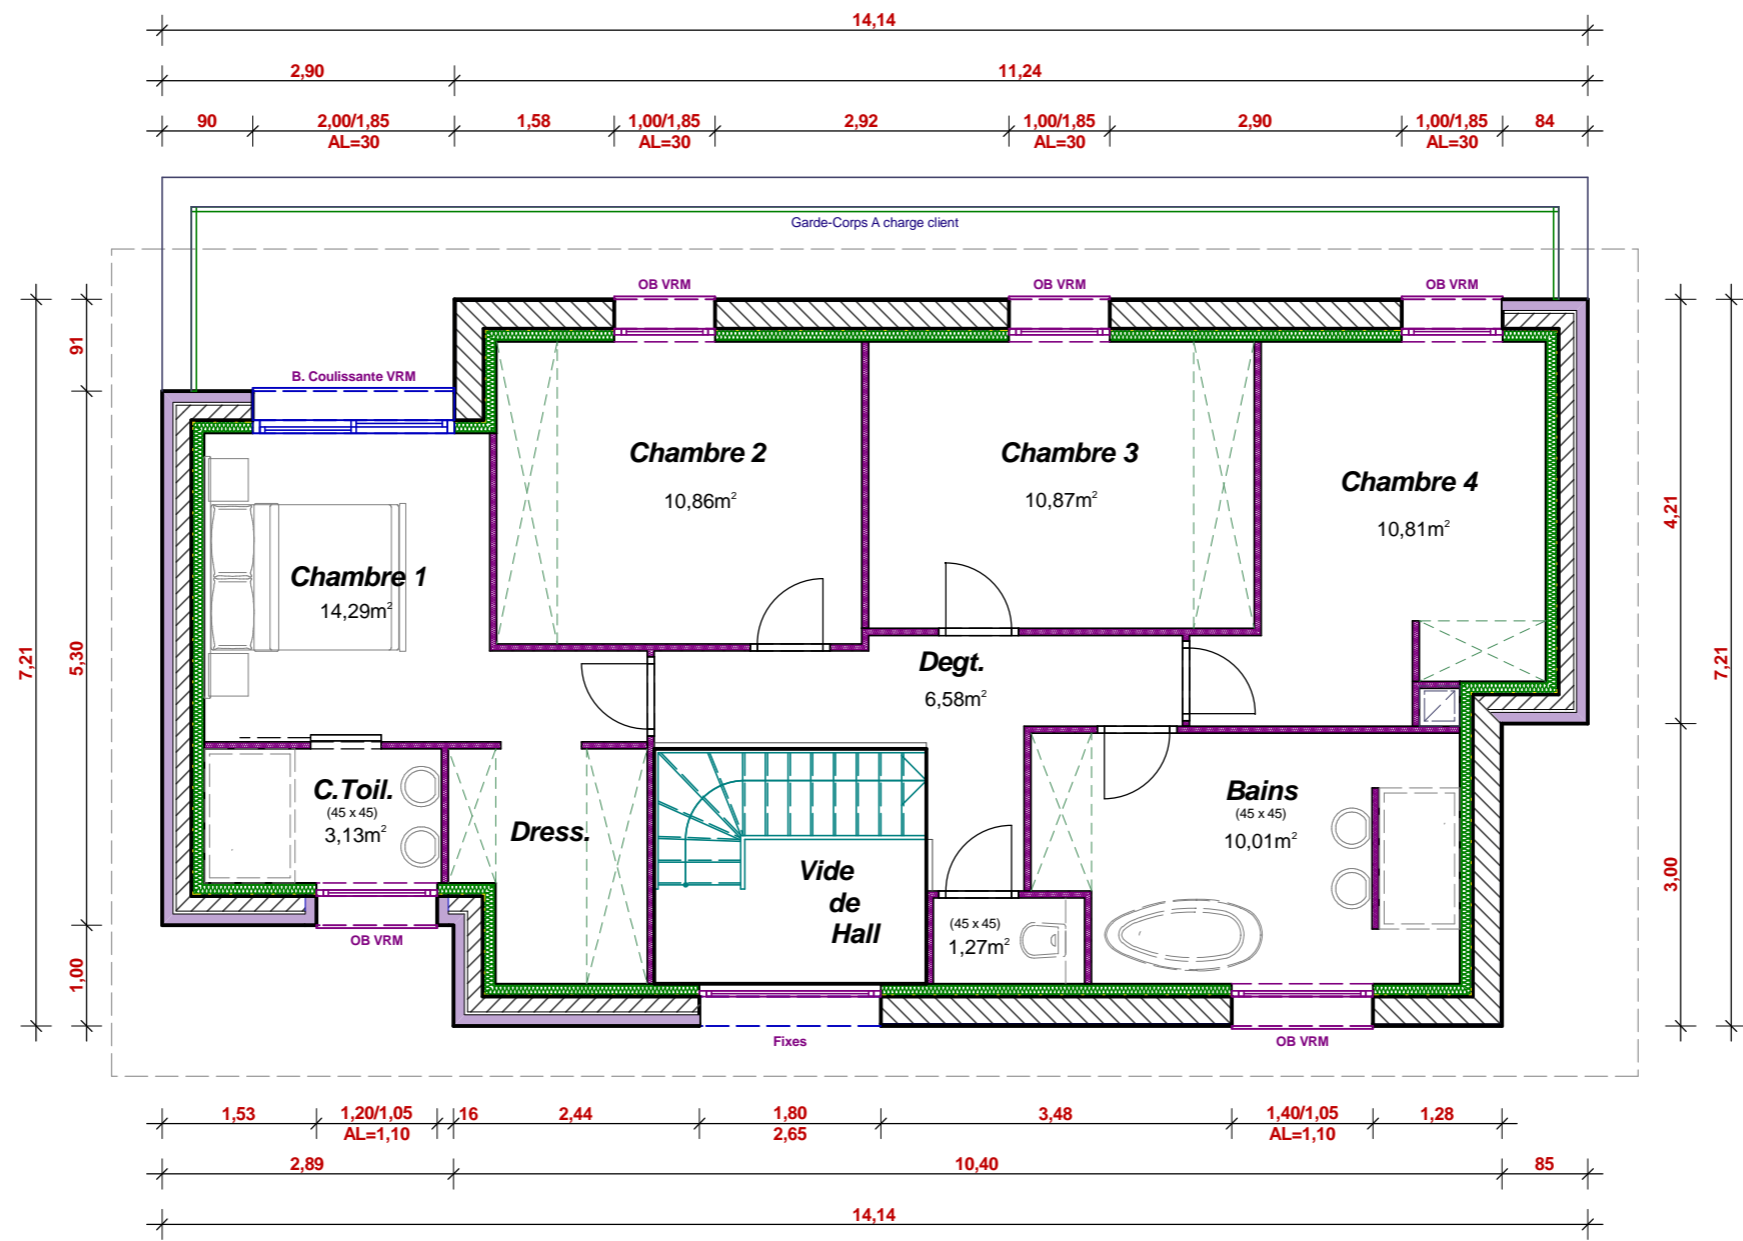 14,14
2,90
11,24
90
2,00/1,85
AL=30
1,58
1,00/1,85
AL=30
2,92
1,00/1,85
AL=30
2,90
1,00/1,85
AL=30
84
Garde-Corps A charge client
OB VRM
OB VRM
OB VRM
B. Coulissante VRM
7,21
91
5,30
1,00
4,21
3,00
7,21
Chambre 1
14,29m²
Chambre 2
10,86m²
Chambre 3
10,87m²
Chambre 4
10,81m²
Degt.
6,58m²
C.Toil.
(45 x 45)
3,13m²
Dress.
Vide
de
Hall
(45 x 45)
1,27m²
Bains
(45 x 45)
10,01m²
OB VRM
Fixes
OB VRM
1,53
1,20/1,05
AL=1,10
16
2,44
1,80
2,65
3,48
1,40/1,05
AL=1,10
1,28
2,89
10,40
85
14,14